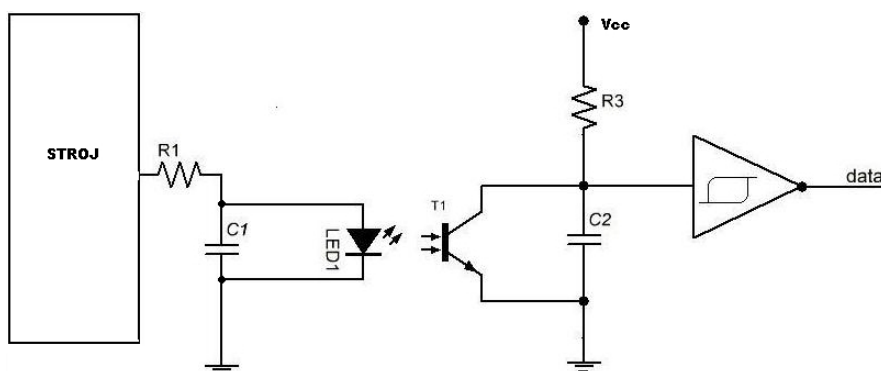 Vcc
R3
STROJ
R1
C1
LED1
T1
C2
data